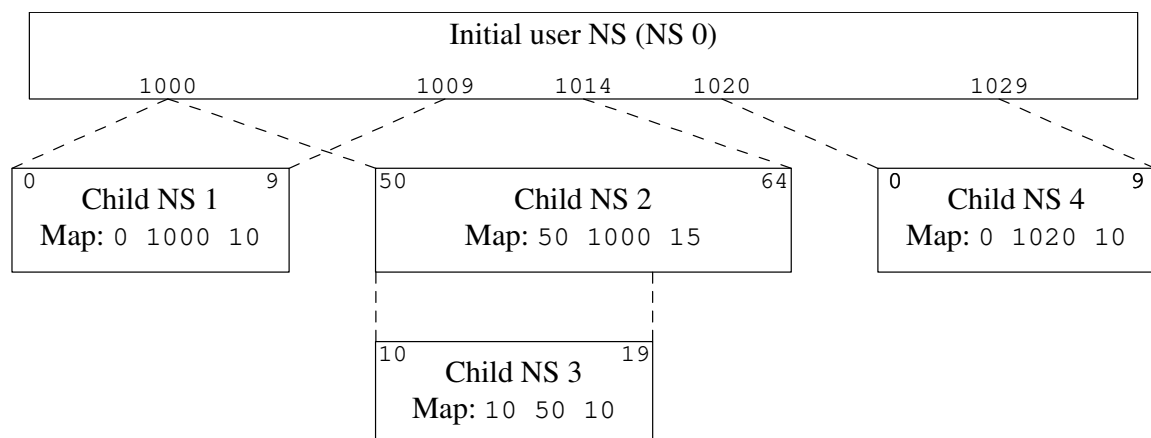 Initial user NS (NS 0)
1000 1009 1014 1020 1029
0 9 50 64 0 9
Child NS 1 Child NS 2 Child NS 4
Map: 0 1000 10 Map: 50 1000 15 Map: 0 1020 10
10 19
Child NS 3
Map: 10 50 10